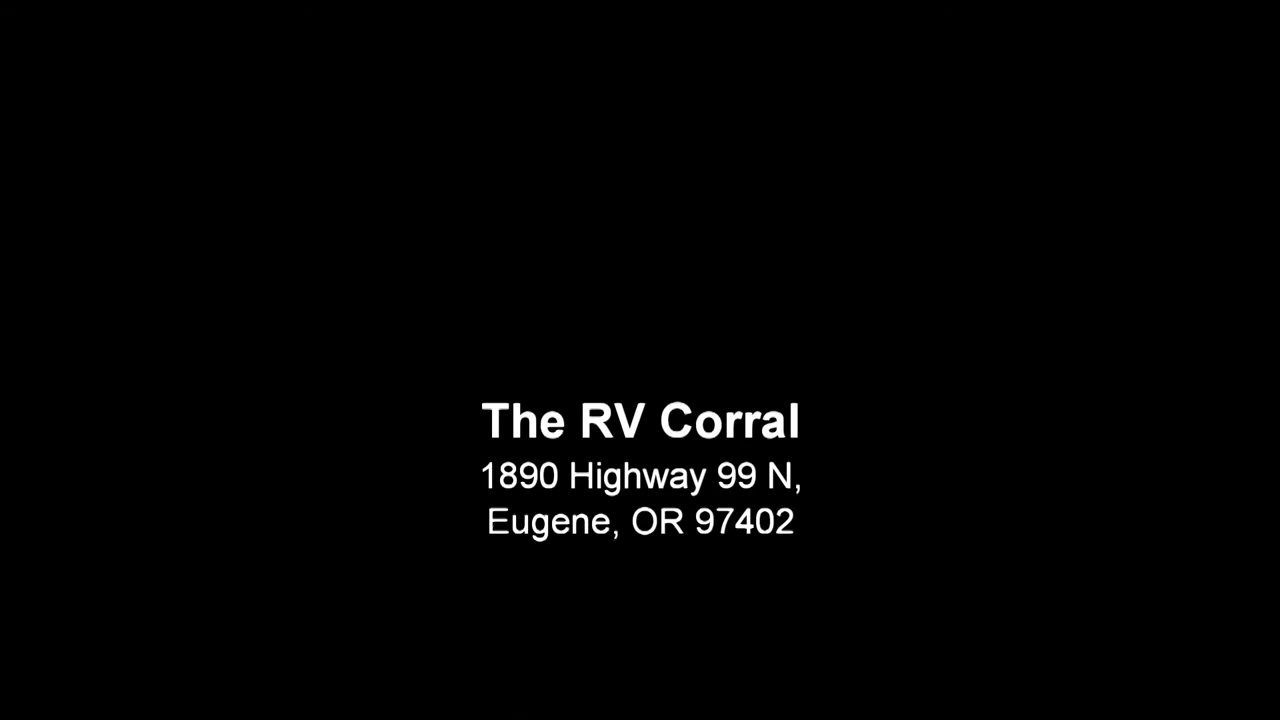 The RV Corral
1890 Highway 99 N,
Eugene, OR 97402